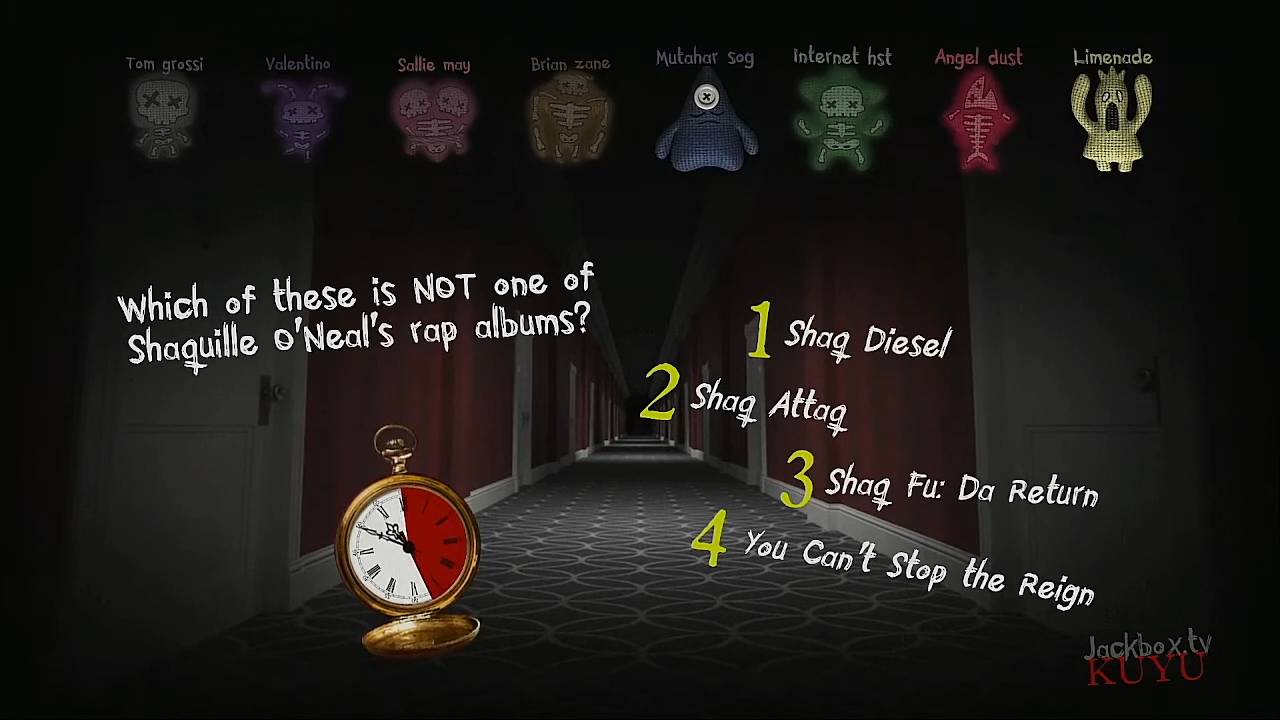 Tom grossi
Valentino
Sallie may
Brian zane
Mutahar sog
Internet hst
Angel dust
Limenade
Which of these is NOT one of
Shaquille O'Neal's rap albums?
1 Shaq Diesel
2 Shaq Attaq
3 Shaq Fu: Da Return
4 You Can't Stop the Reign
Jackbox.tv
KUYU